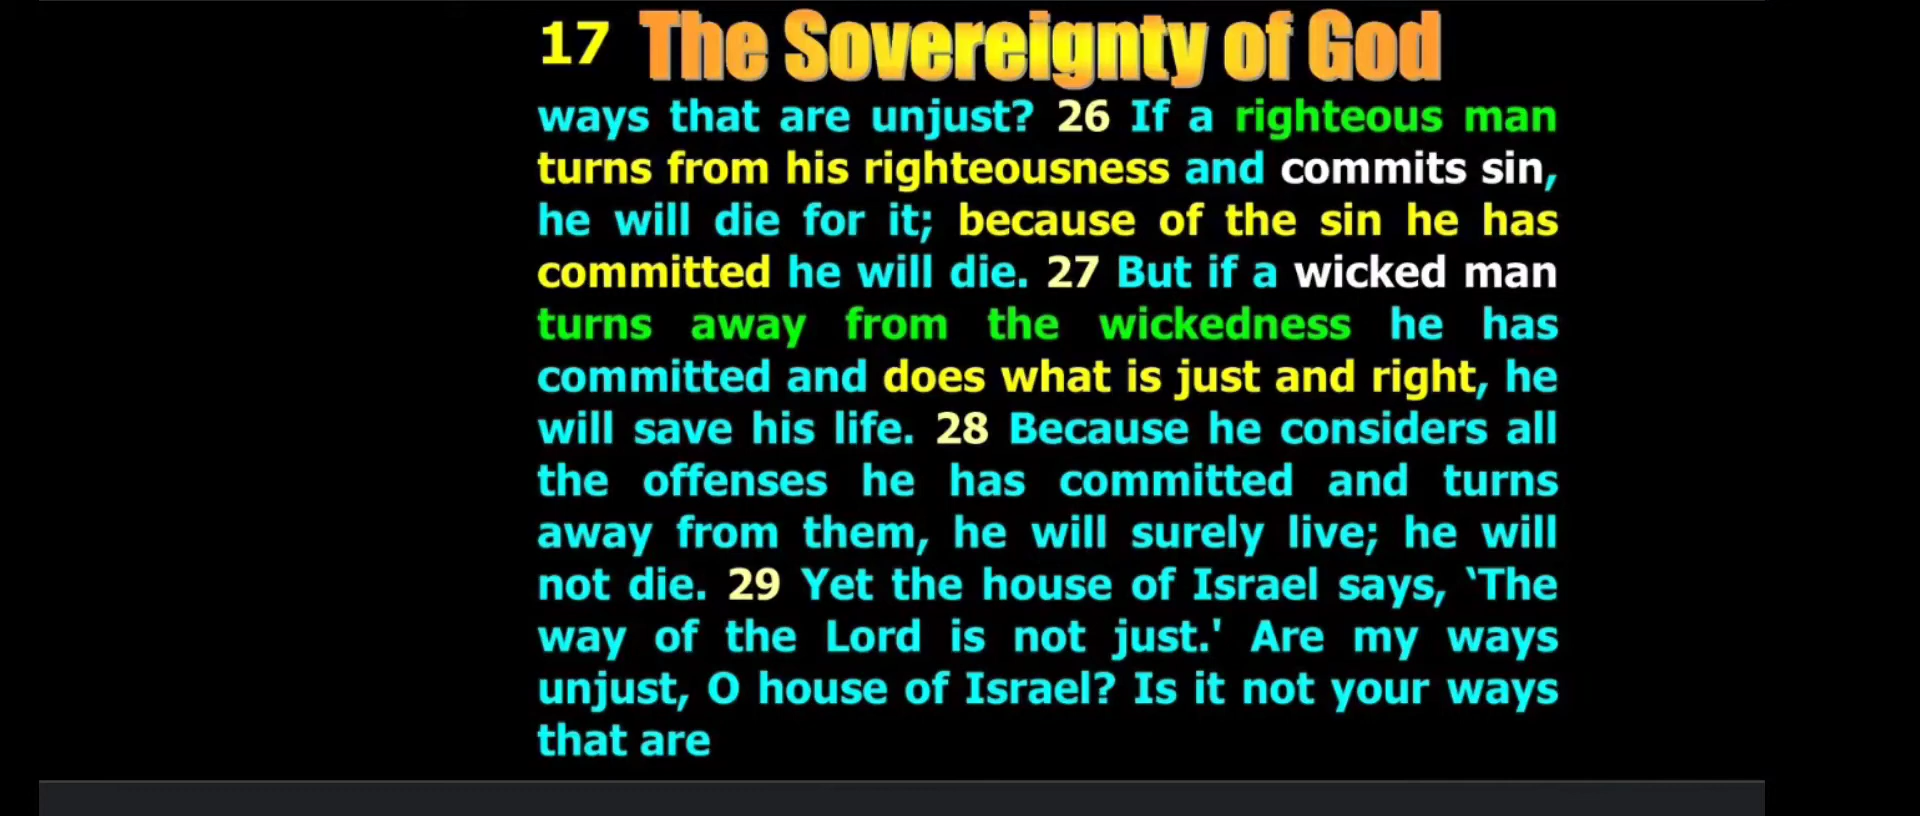 17 The Sovereignty of God
ways that are unjust? 26 If a righteous man
turns from his righteousness and commits sin,
he will die for it; because of the sin he has
committed he will die. 27 But if a wicked man
turns away from the wickedness he has
committed and does what is just and right, he
will save his life. 28 Because he considers all
the offenses he has committed and turns
away from them, he will surely live; he will
not die. 29 Yet the house of Israel says, ‛The
way of the Lord is not just.' Are my ways
unjust, O house of Israel? Is it not your ways
that are